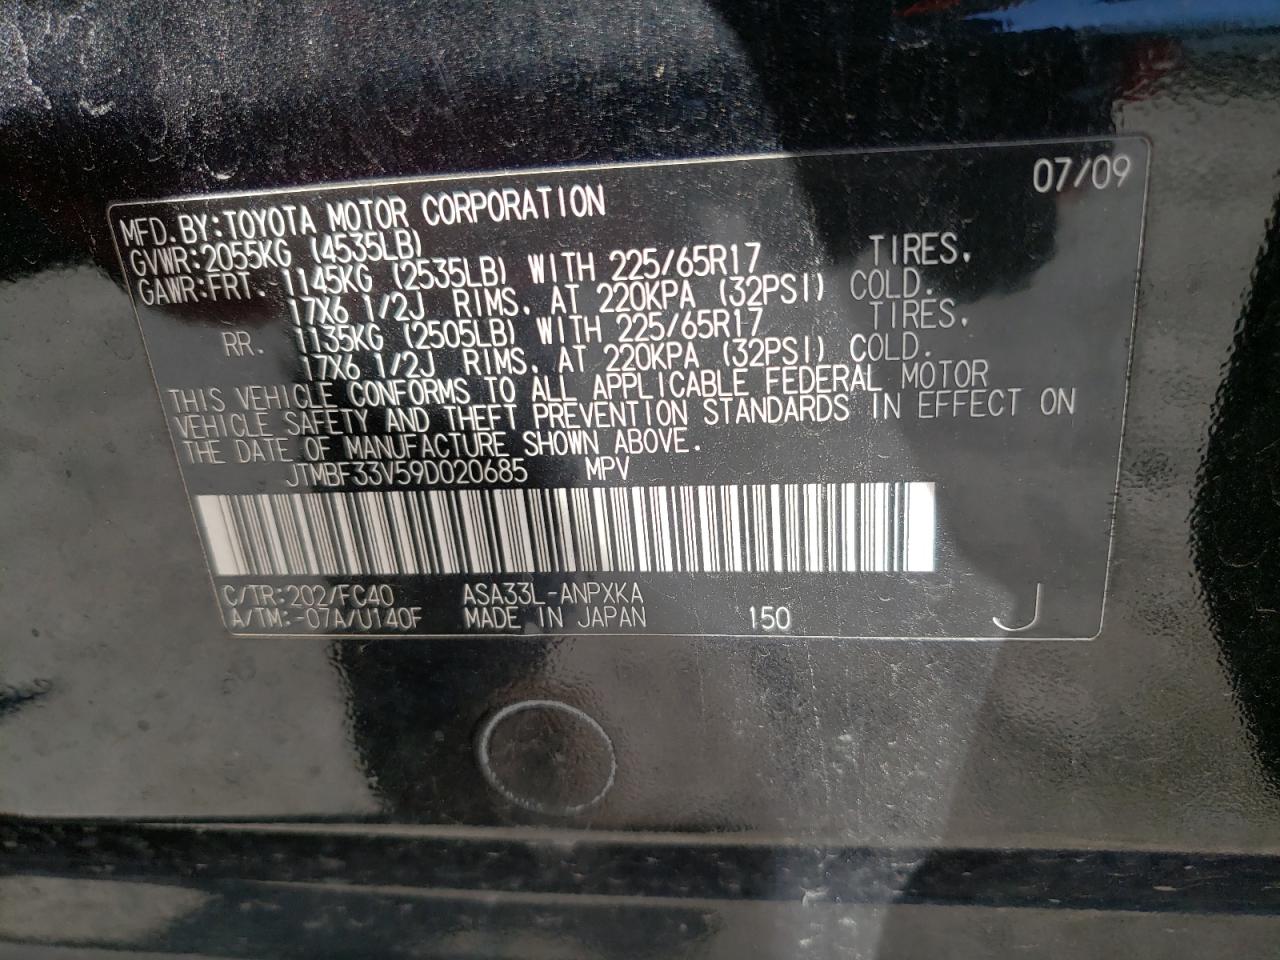 07/09
MFD. BY: TOYOTA MOTOR CORPORATION
GVWR: 2055KG (4535LB)
GAWR: FRT. 1145KG (2535LB) WITH 225/65R17 TIRES,
17X6 1/2J RIMS, AT 220KPA (32PSI) COLD.
RR. 1135KG (2505LB) WITH 225/65R17 TIRES,
17X6 1/2J RIMS, AT 220KPA (32PSI) COLD.
THIS VEHICLE CONFORMS TO ALL APPLICABLE FEDERAL MOTOR
VEHICLE SAFETY AND THEFT PREVENTION STANDARDS IN EFFECT ON
THE DATE OF MANUFACTURE SHOWN ABOVE.
JTMBF33V59D020685 MPV
C/TR: 202/FC40 ASA33L-ANPXKA
A/TM: -07A/U140F MADE IN JAPAN 150 J